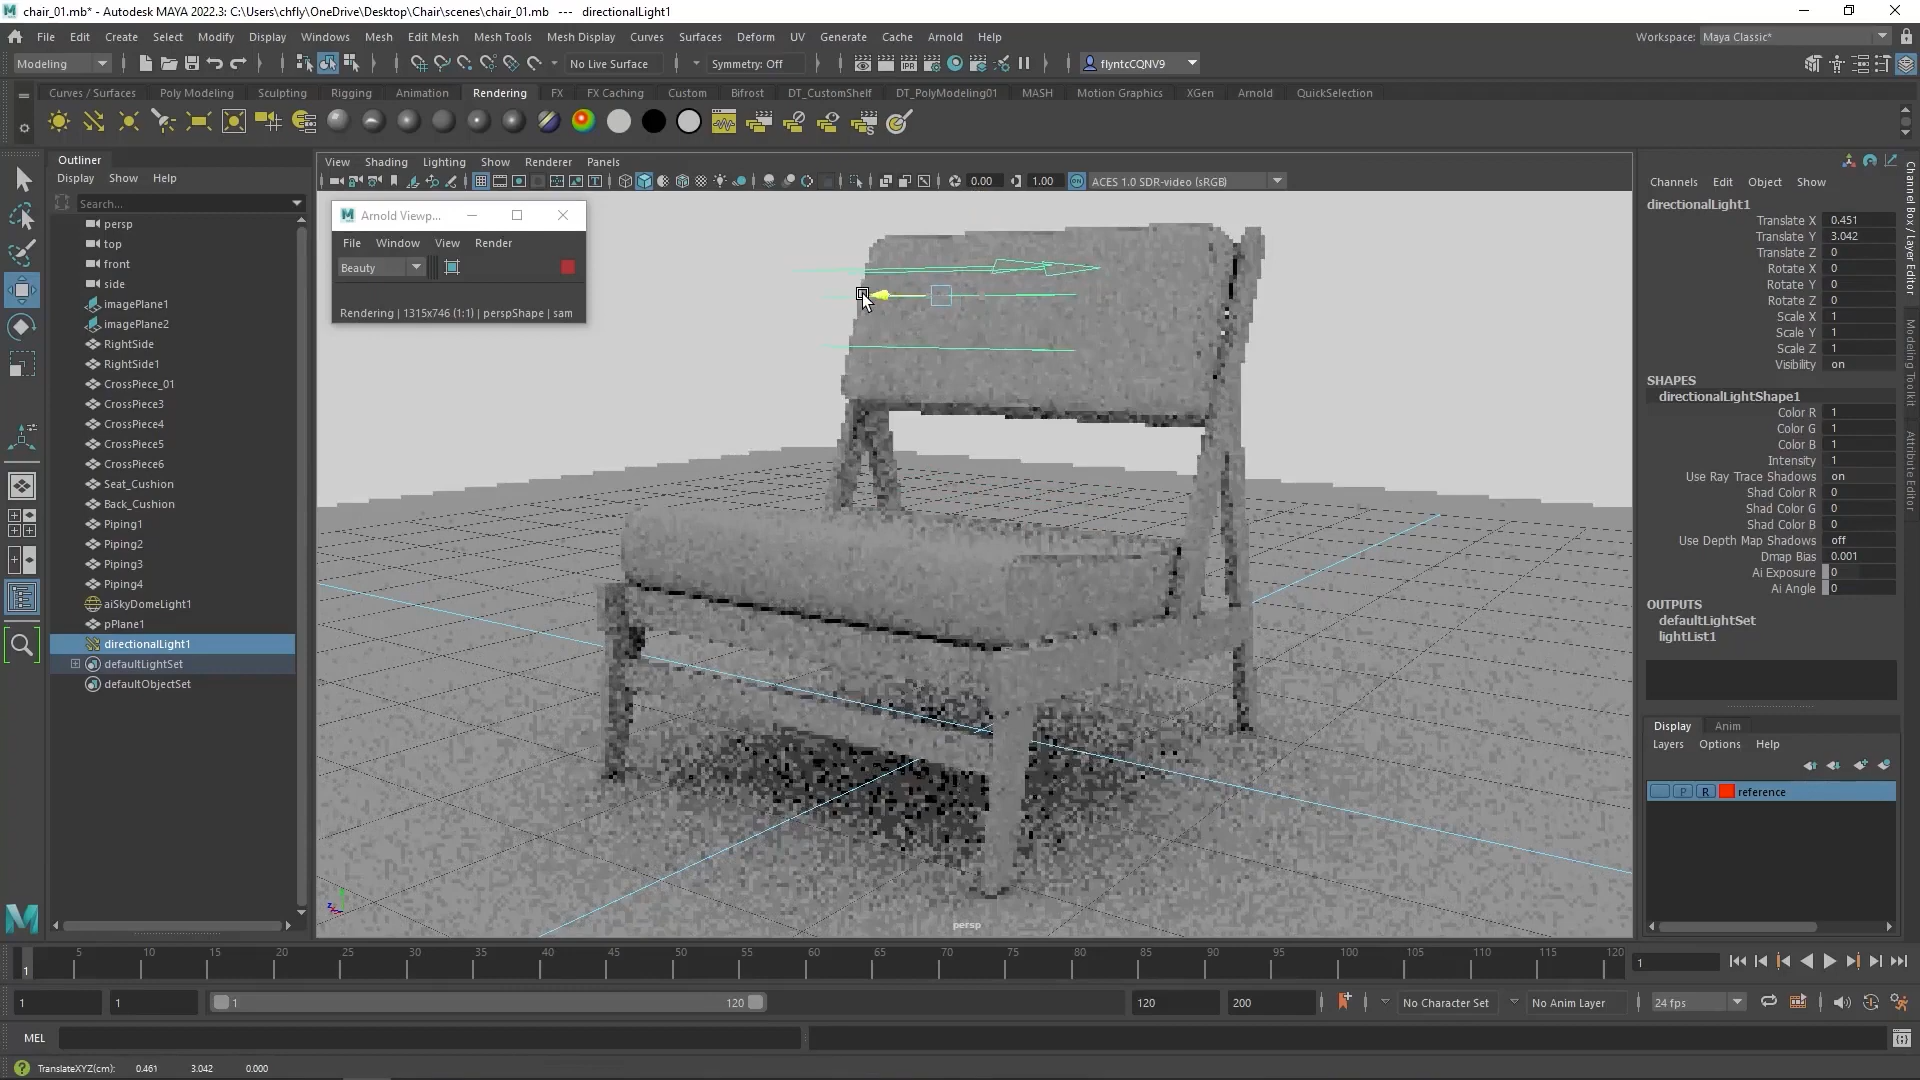 chair_01.mb* - Autodesk MAYA 2022.3: C:\Users\chfly\OneDrive\Desktop\Chair\scenes\chair_01.mb --- directionalLight1
File Edit Create Select Modify Display Windows Mesh Edit Mesh Mesh Tools Mesh Display Curves Surfaces Deform UV Generate Cache Arnold Help
Workspace: Maya Classic*
Modeling No Live Surface Symmetry: Off flyntcCQNV9
Curves / Surfaces Poly Modeling Sculpting Rigging Animation Rendering FX FX Caching Custom Bifrost DT_CustomShelf DT_PolyModeling01 MASH Motion Graphics XGen Arnold QuickSelection
Outliner
Display Show Help
Search...
persp
top
front
side
imagePlane1
imagePlane2
RightSide
RightSide1
CrossPiece_01
CrossPiece3
CrossPiece4
CrossPiece5
CrossPiece6
Seat_Cushion
Back_Cushion
Piping1
Piping2
Piping3
Piping4
aiSkyDomeLight1
pPlane1
directionalLight1
defaultLightSet
defaultObjectSet
View Shading Lighting Show Renderer Panels
0.00 1.00 ACES 1.0 SDR-video (sRGB)
Arnold Viewp...
File Window View Render
Beauty
Rendering | 1315x746 (1:1) | perspShape | sam
persp
Channels Edit Object Show
directionalLight1
Translate X 0.451
Translate Y 3.042
Translate Z 0
Rotate X 0
Rotate Y 0
Rotate Z 0
Scale X 1
Scale Y 1
Scale Z 1
Visibility on
SHAPES
directionalLightShape1
Color R 1
Color G 1
Color B 1
Intensity 1
Use Ray Trace Shadows on
Shad Color R 0
Shad Color G 0
Shad Color B 0
Use Depth Map Shadows off
Dmap Bias 0.001
Ai Exposure 0
Ai Angle 0
OUTPUTS
defaultLightSet
lightList1
Display Anim
Layers Options Help
P R reference
Channel Box / Layer Editor
Modeling Toolkit
Attribute Editor
5 10 15 20 25 30 35 40 45 50 55 60 65 70 75 80 85 90 95 100 105 110 115 120
1 1
1 1 1 120 120 200 No Character Set No Anim Layer 24 fps
MEL
TranslateXYZ(cm): 0.461 3.042 0.000